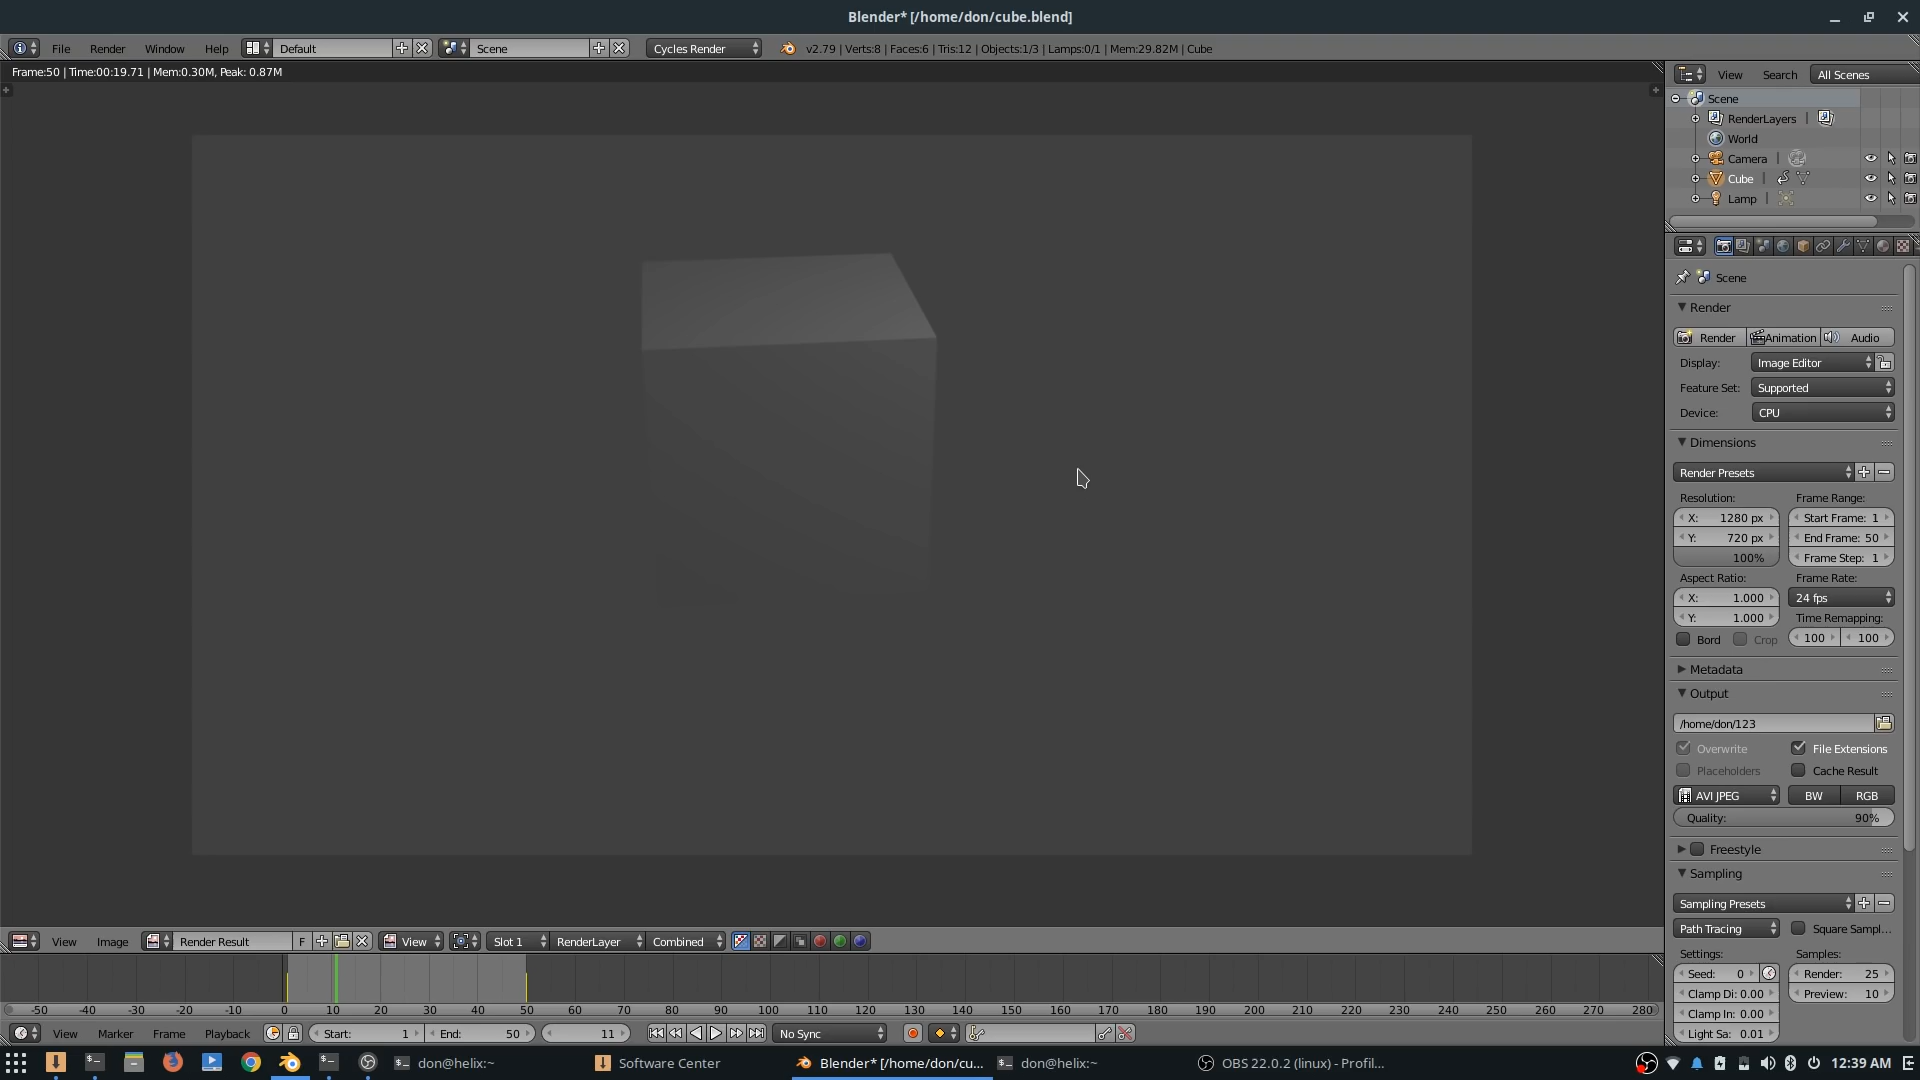 Blender* [/home/don/cube.blend]
File Render Window Help Default Scene Cycles Render v2.79 | Verts:8 | Faces:6 | Tris:12 | Objects:1/3 | Lamps:0/1 | Mem:29.82M | Cube
Frame:50 | Time:00:19.71 | Mem:0.30M, Peak: 0.87M
View Search All Scenes
Scene
RenderLayers
World
Camera
Cube
Lamp
Scene
Render
Render Animation Audio
Display: Image Editor
Feature Set: Supported
Device: CPU
Dimensions
Render Presets
Resolution: Frame Range:
X: 1280 px Start Frame: 1
Y: 720 px End Frame: 50
100% Frame Step: 1
Aspect Ratio: Frame Rate:
X: 1.000 24 fps
Y: 1.000 Time Remapping:
Bord Crop 100 100
Metadata
Output
/home/don/123
Overwrite File Extensions
Placeholders Cache Result
AVI JPEG BW RGB
Quality: 90%
Freestyle
Sampling
Sampling Presets
Path Tracing Square Sampl...
Settings: Samples:
Seed: 0 Render: 25
Clamp Di: 0.00 Preview: 10
Clamp In: 0.00
Light Sa: 0.01
View Image Render Result F View Slot 1 RenderLayer Combined
-50 -40 -30 -20 -10 0 10 20 30 40 50 60 70 80 90 100 110 120 130 140 150 160 170 180 190 200 210 220 230 240 250 260 270 280
View Marker Frame Playback Start: 1 End: 50 11 No Sync
don@helix:~ Software Center Blender* [/home/don/cu... don@helix:~ OBS 22.0.2 (linux) - Profil... 12:39 AM